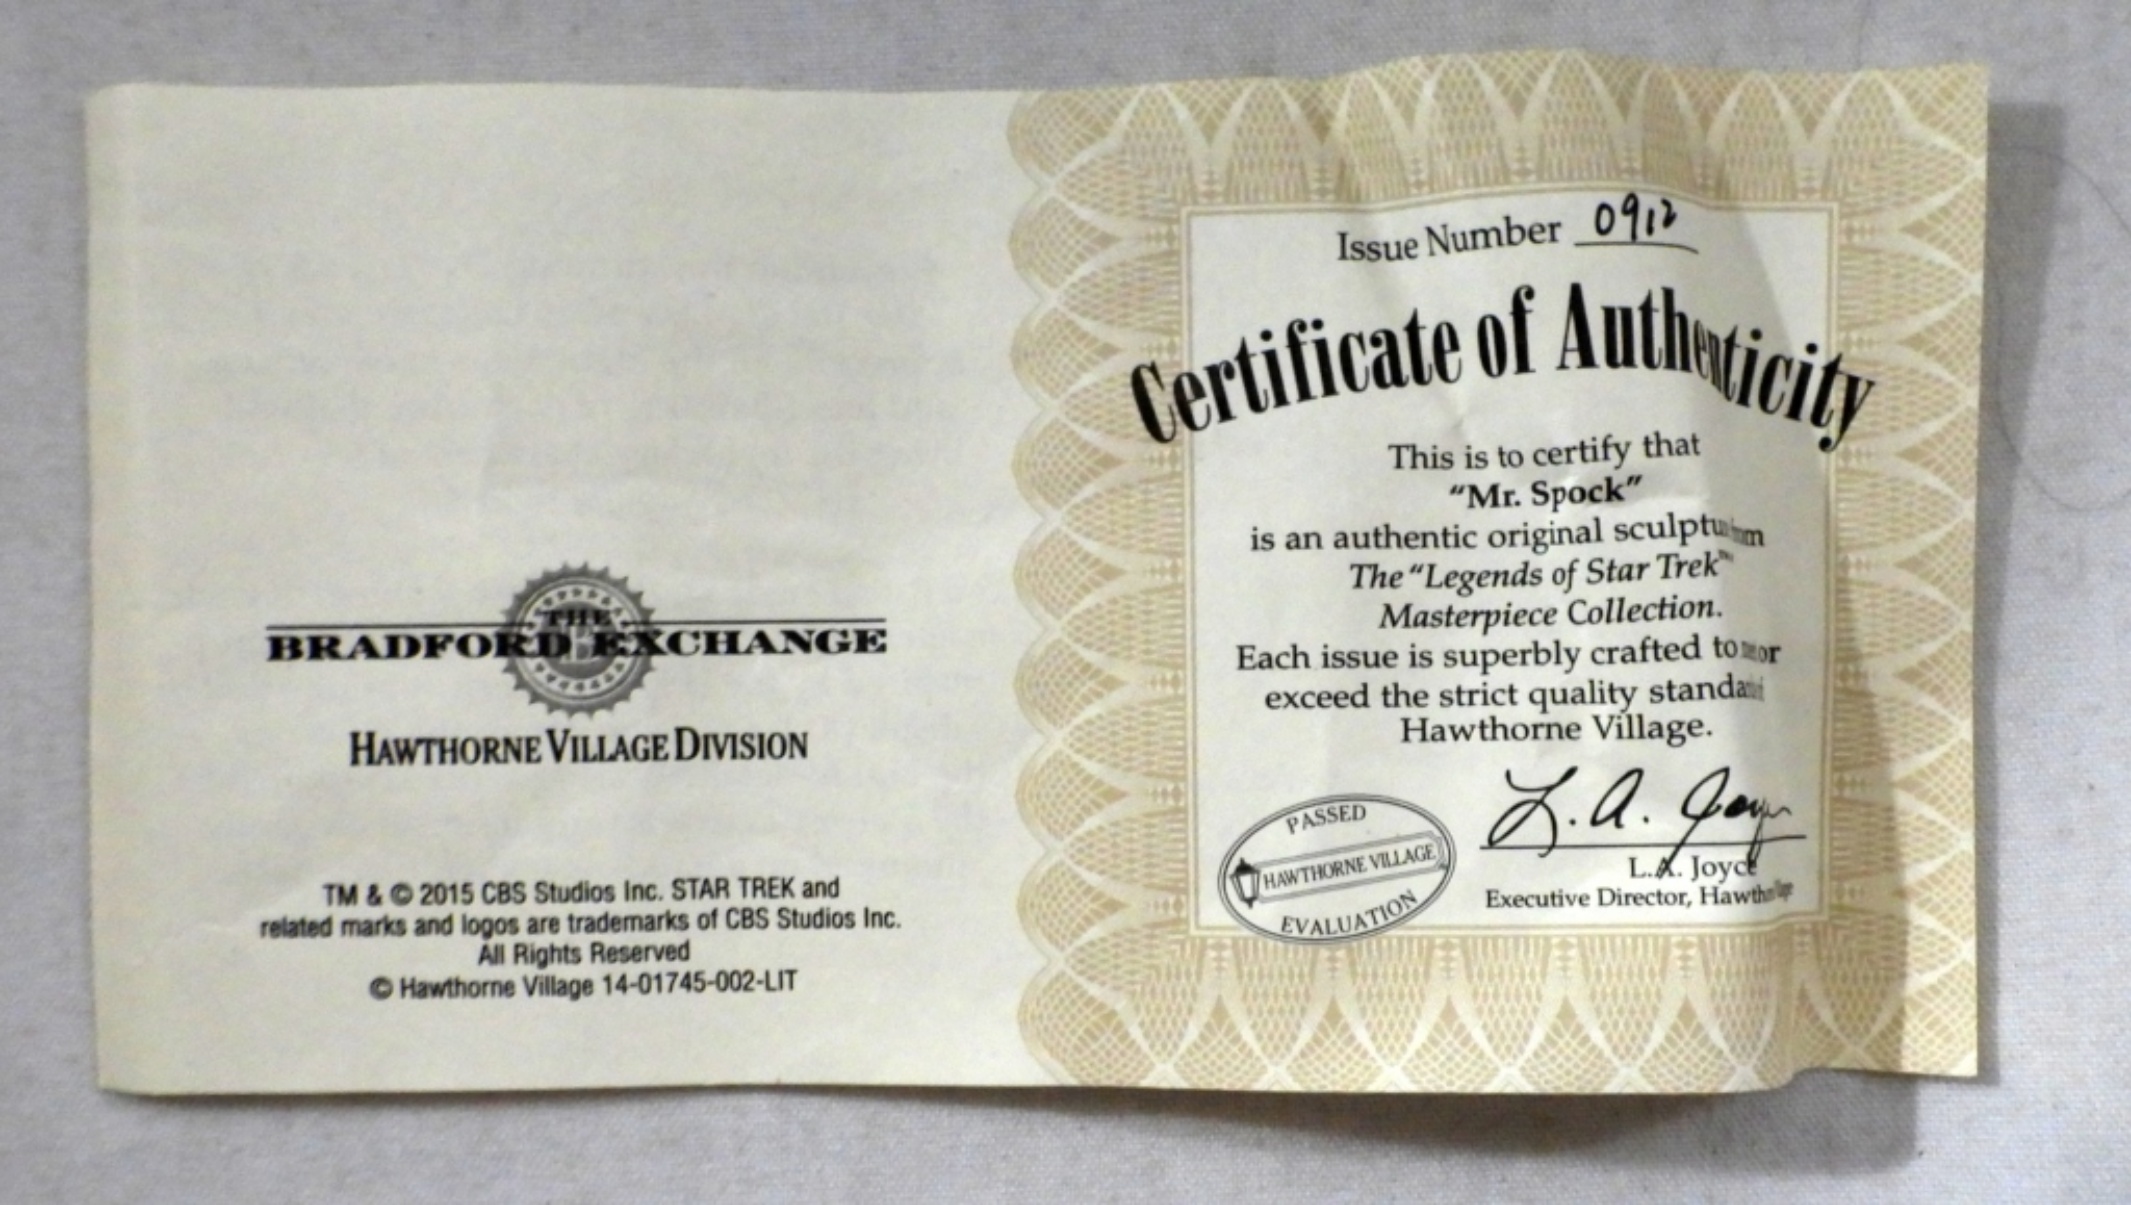 THE
BRADFORD EXCHANGE
HAWTHORNE VILLAGE DIVISION
TM & © 2015 CBS Studios Inc. STAR TREK and
related marks and logos are trademarks of CBS Studios Inc.
All Rights Reserved
© Hawthorne Village 14-01745-002-LIT
Issue Number 0912
Certificate of Authenticity
This is to certify that
“Mr. Spock”
is an authentic original
The “Legends of Star Trek™
Masterpiece Collection.
Each issue is superbly crafted to or
exceed the strict quality
Hawthorne Village.
PASSED
HAWTHORNE VILLAGE
EVALUATION
L. A. Joyce
L.A. Joyce
Executive Director,